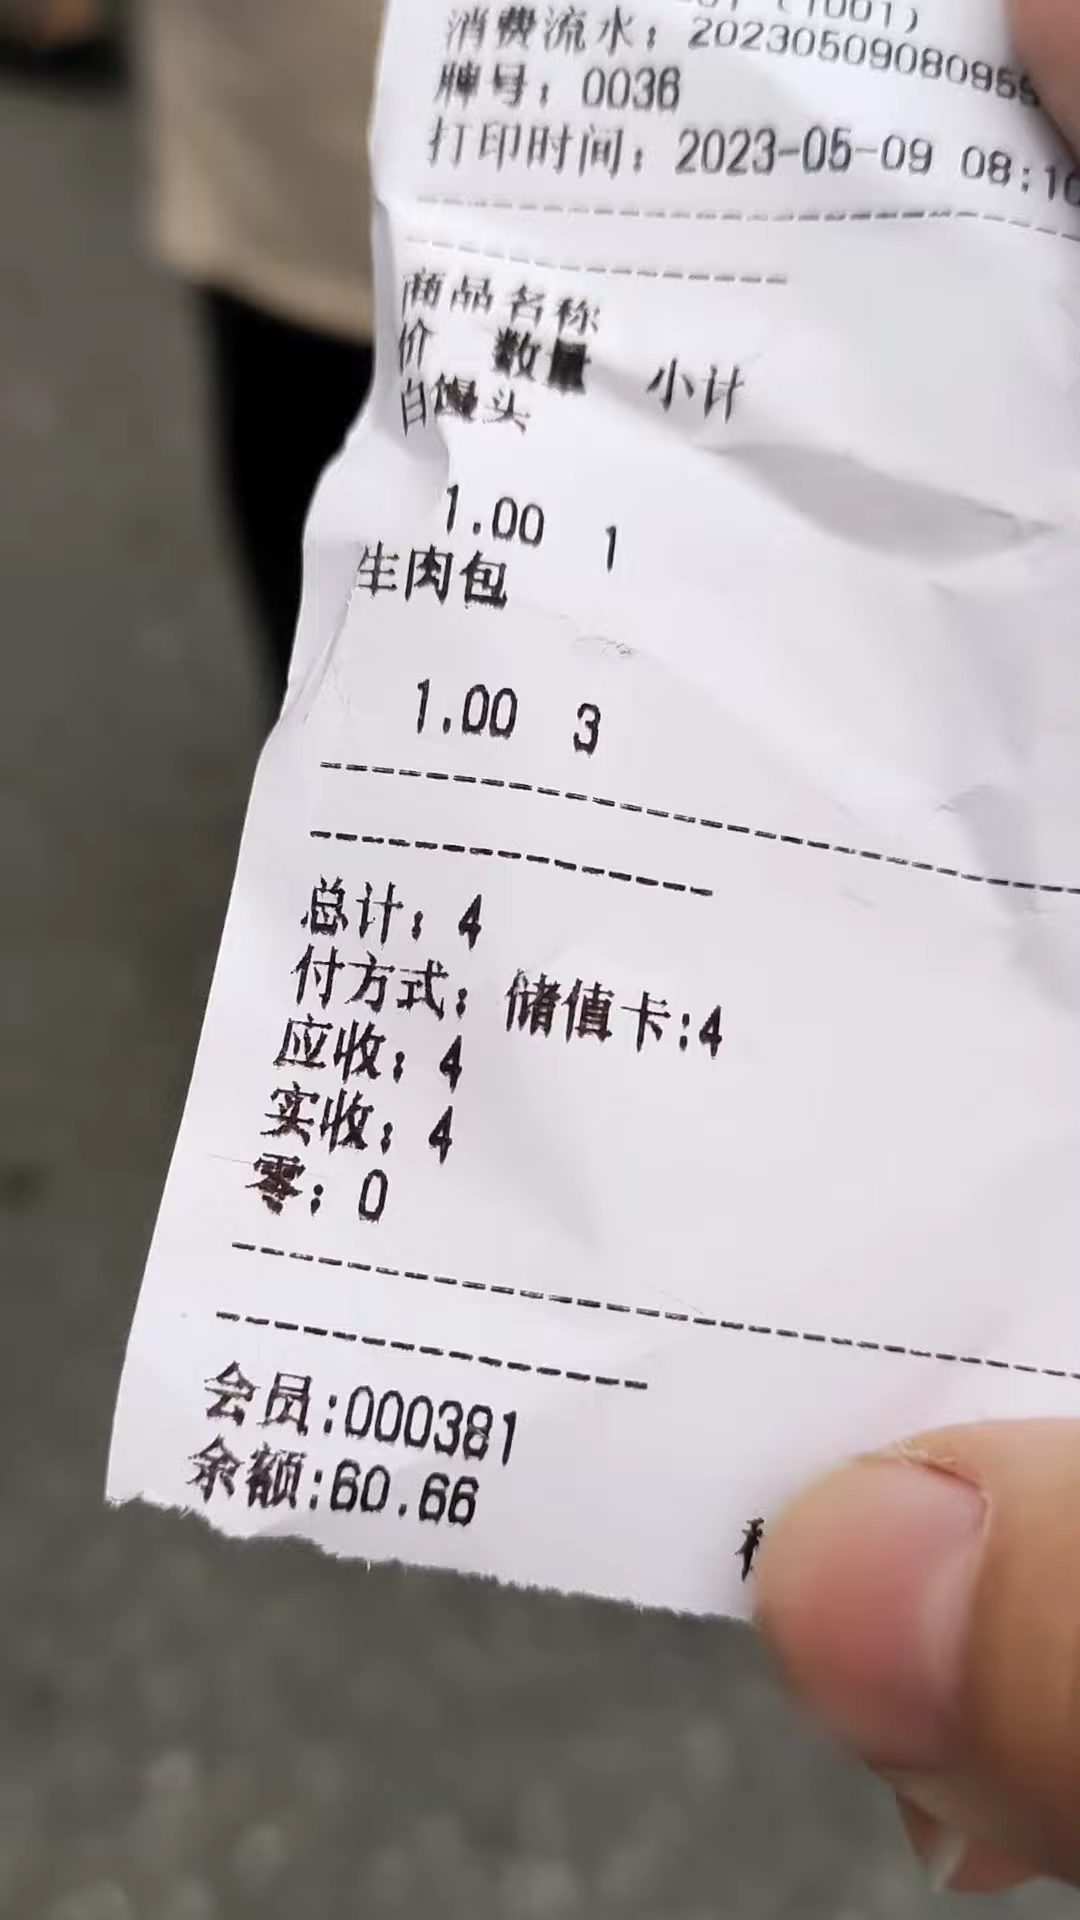 (1001)
消费流水：2023050908095
牌号：0036
打印时间：2023-05-09 08:10
商品名称
价 数量 小计
白馒头
1.00 1
生肉包
1.00 3
总计：4
付方式：储值卡:4
应收：4
实收：4
零：0
会员:000381
余额:60.66